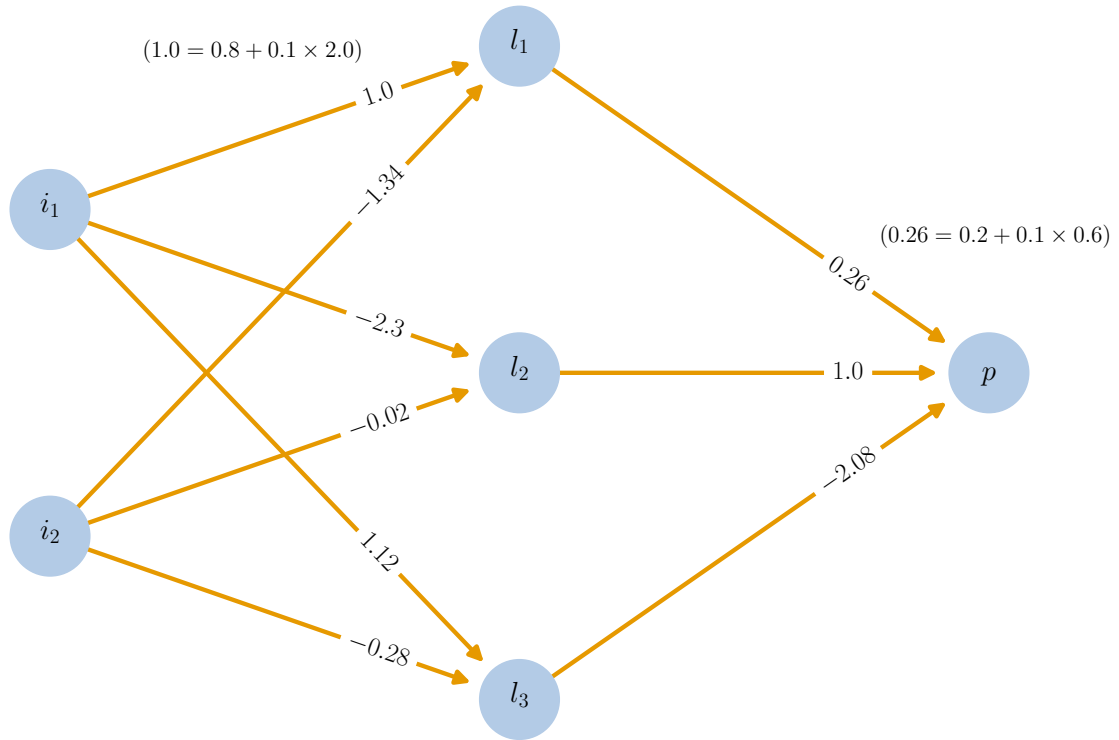 l₁
(1.0 = 0.8 + 0.1 × 2.0)
1.0
−1.34
i₁
(0.26 = 0.2 + 0.1 × 0.6)
0.26
−2.3
l₂
1.0
p
−0.02
−2.08
i₂
1.12
−0.28
l₃